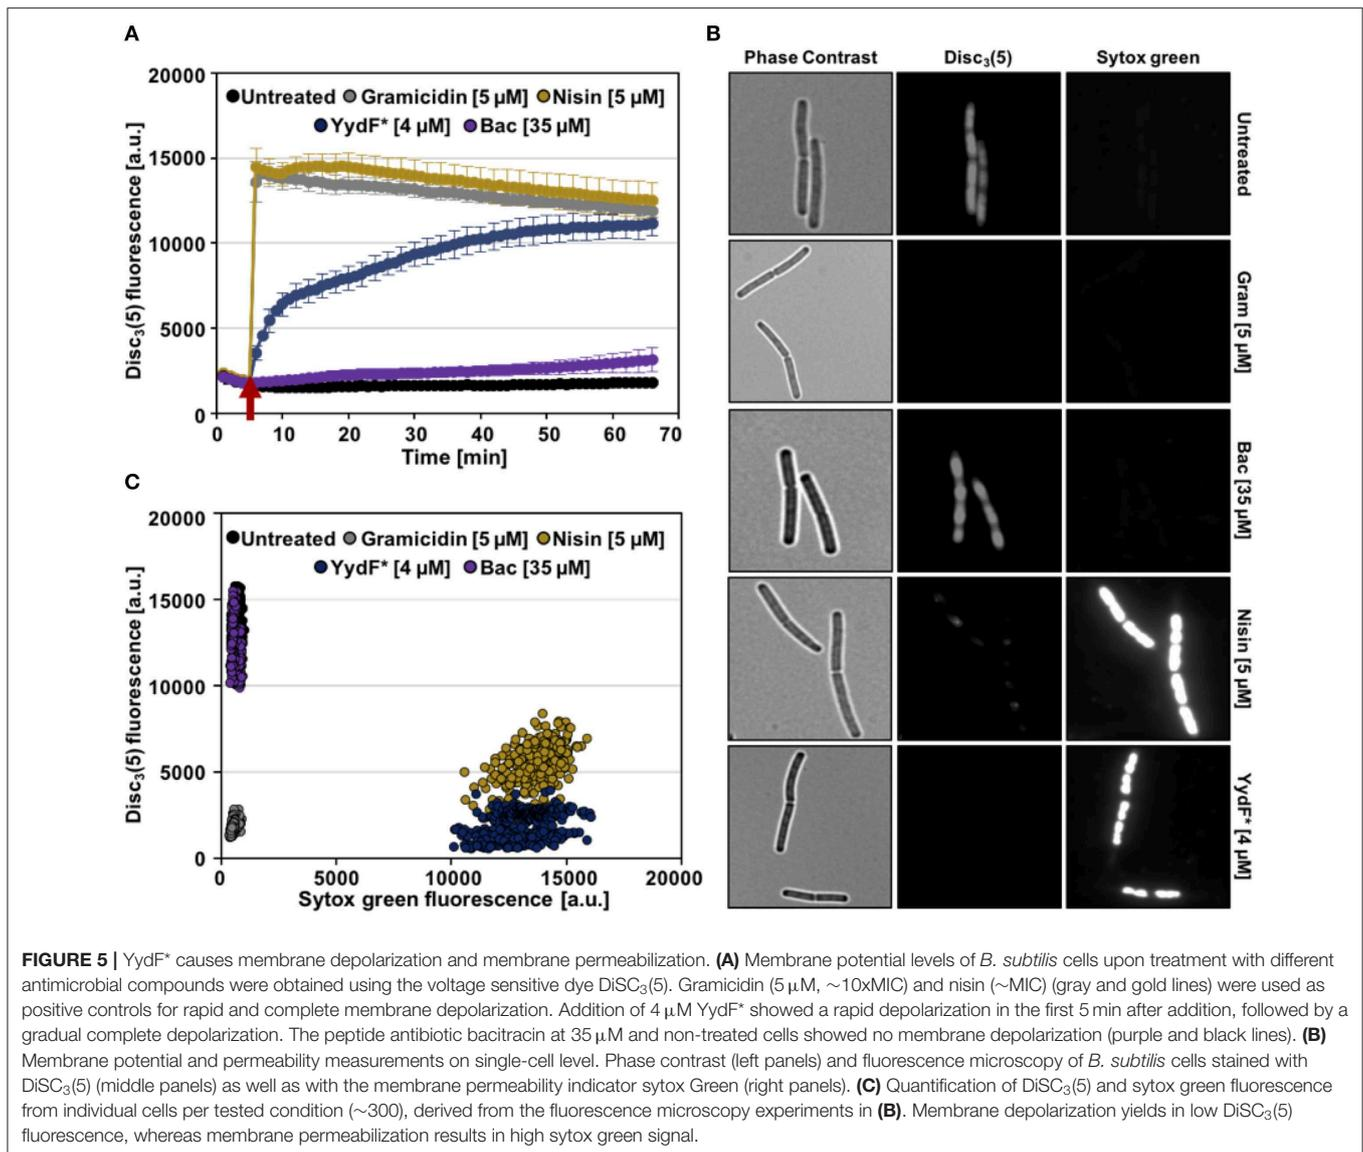 A
20000
15000
10000
5000
0
Disc₃(5) fluorescence [a.u.]
Untreated Gramicidin [5 µM] Nisin [5 µM]
YydF* [4 µM] Bac [35 µM]
0 10 20 30 40 50 60 70
Time [min]
B
Phase Contrast Disc₃(5) Sytox green
Untreated
Gram [5 µM]
Bac [35 µM]
Nisin [5 µM]
YydF* [4 µM]
C
20000
15000
10000
5000
0
Disc₃(5) fluorescence [a.u.]
Untreated Gramicidin [5 µM] Nisin [5 µM]
YydF* [4 µM] Bac [35 µM]
0 5000 10000 15000 20000
Sytox green fluorescence [a.u.]
FIGURE 5 | YydF* causes membrane depolarization and membrane permeabilization. (A) Membrane potential levels of B. subtilis cells upon treatment with different
antimicrobial compounds were obtained using the voltage sensitive dye DiSC₃(5). Gramicidin (5 µM, ∼10xMIC) and nisin (∼MIC) (gray and gold lines) were used as
positive controls for rapid and complete membrane depolarization. Addition of 4 µM YydF* showed a rapid depolarization in the first 5 min after addition, followed by a
gradual complete depolarization. The peptide antibiotic bacitracin at 35 µM and non-treated cells showed no membrane depolarization (purple and black lines). (B)
Membrane potential and permeability measurements on single-cell level. Phase contrast (left panels) and fluorescence microscopy of B. subtilis cells stained with
DiSC₃(5) (middle panels) as well as with the membrane permeability indicator sytox Green (right panels). (C) Quantification of DiSC₃(5) and sytox green fluorescence
from individual cells per tested condition (∼300), derived from the fluorescence microscopy experiments in (B). Membrane depolarization yields in low DiSC₃(5)
fluorescence, whereas membrane permeabilization results in high sytox green signal.